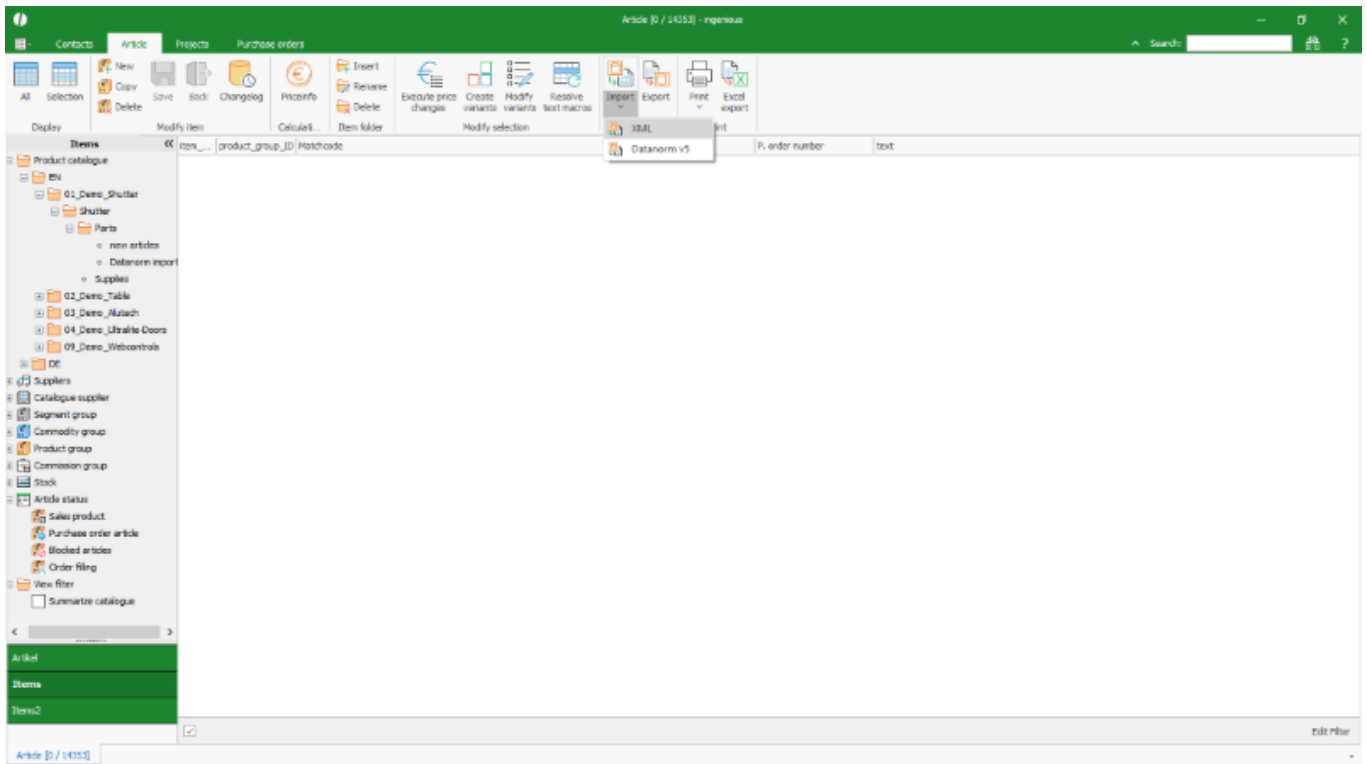 Article [0 / 14353] - ingenious
Contacts Article Projects Purchase orders Search: ?
New
Copy
Delete
All Selection Save Back Changelog Priceinfo
Insert
Rename
Delete
Execute price changes Create variants Modify variants Resolve text macros Import Export Print Excel export
Display Modify item Calculati... Item folder Modify selection
XML
Datanorm v5
Items
item_... product_group_ID Matchcode P. order number text
Product catalogue
EN
01_Demo_Shutter
Shutter
Parts
new articles
Datanorm import
Supplies
02_Demo_Table
03_Demo_Alutech
04_Demo_Ultralite-Doors
09_Demo_Webcontrols
DE
Suppliers
Catalogue supplier
Segment group
Commodity group
Product group
Commission group
Stock
Article status
Sales product
Purchase order article
Blocked articles
Order filing
View filter
Summarize catalogue
Artikel
Items
Items2
Edit Filter
Article [0 / 14353]